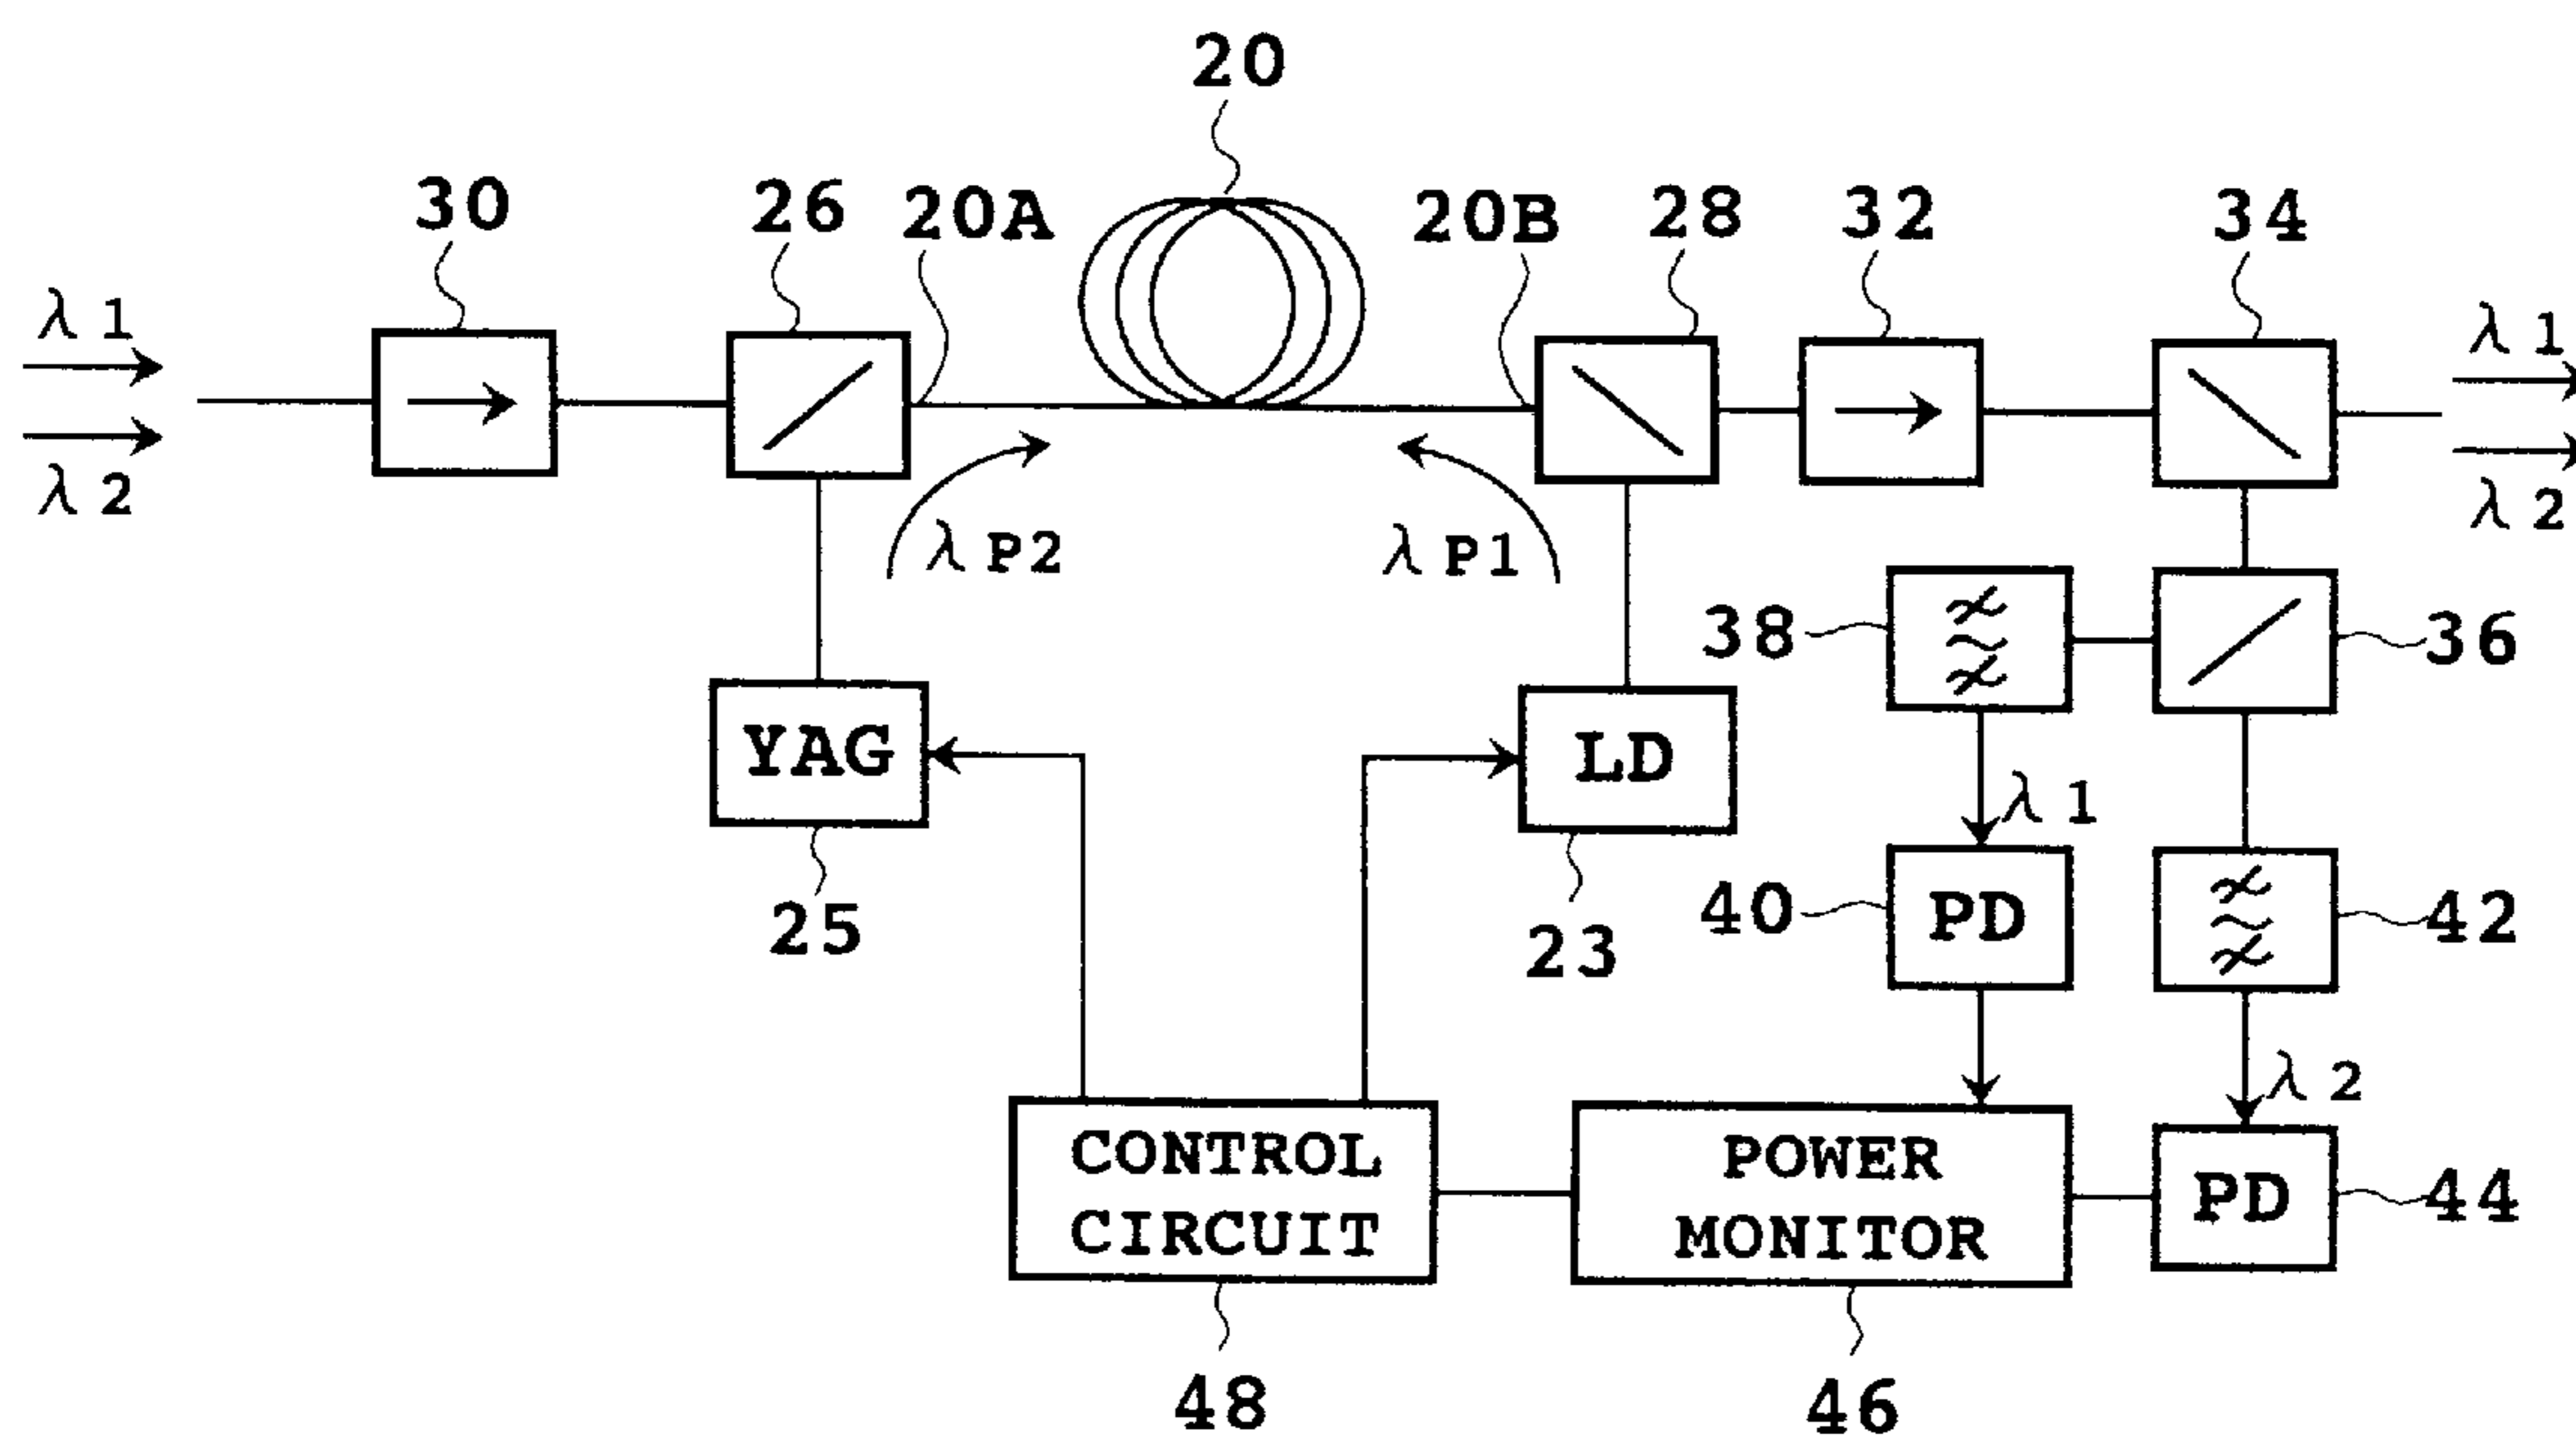 20
30
26
20A
20B
28
32
34
λ1
λ2
λ1
λ2
λP2
λP1
38
36
YAG
LD
λ1
25
23
40
PD
42
λ2
CONTROL
CIRCUIT
POWER
MONITOR
PD
44
48
46